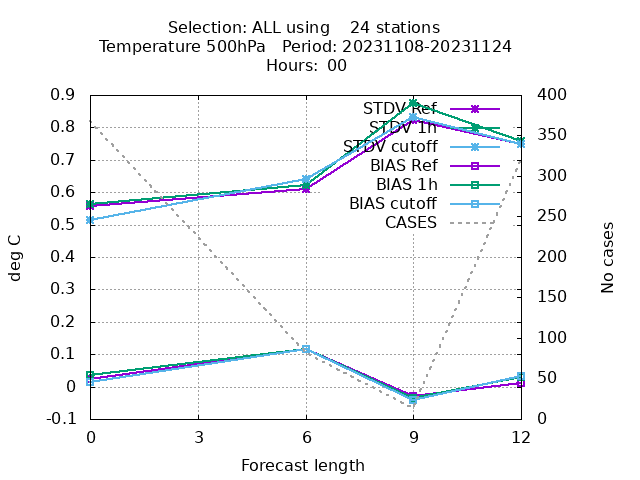 Selection: ALL using 24 stations
Temperature 500hPa Period: 20231108-20231124
Hours: 00
0.9
0.8
0.7
0.6
0.5
0.4
0.3
0.2
0.1
0
-0.1
deg C
STDV Ref
STDV 1h
STDV cutoff
BIAS Ref
BIAS 1h
BIAS cutoff
CASES
400
350
300
250
200
150
100
50
0
No cases
0 3 6 9 12
Forecast length